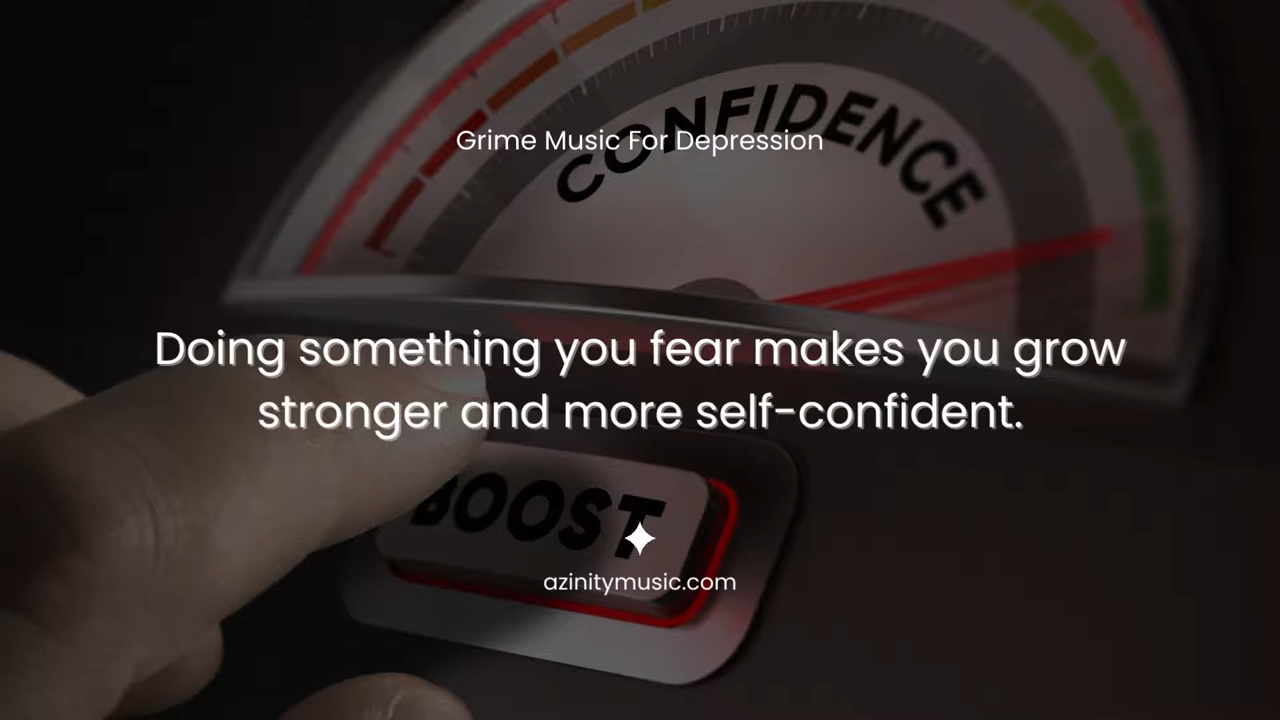 CONFIDENCE
Grime Music For Depression
Doing something you fear makes you grow
stronger and more self-confident.
BOOST
azinitymusic.com